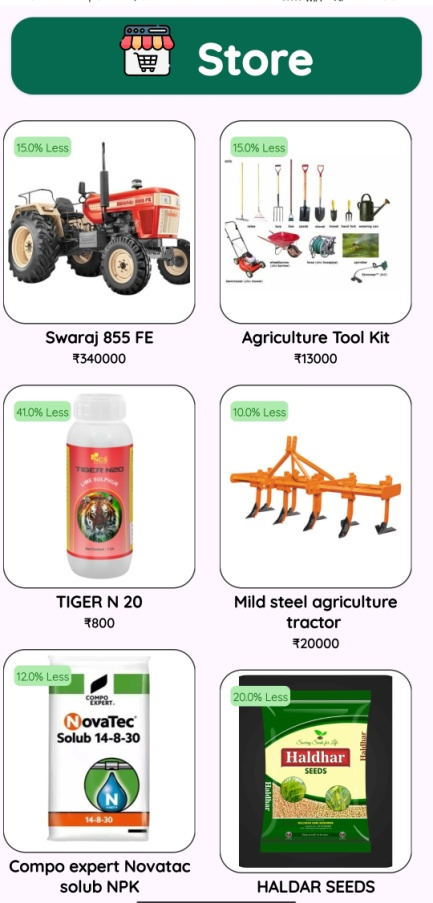 Store
15.0% Less
Swaraj 855 FE
₹340000
15.0% Less
Agriculture Tool Kit
₹13000
41.0% Less
TIGER N20
LIME SULPHUR
TIGER N 20
₹800
10.0% Less
Mild steel agriculture
tractor
₹20000
12.0% Less
COMPO
EXPERT
NovaTec®
Solub 14-8-30
N
14-8-30
Compo expert Novatac
solub NPK
20.0% Less
Haldhar
SEEDS
Haldhar
Haldhar
HALDAR SEEDS